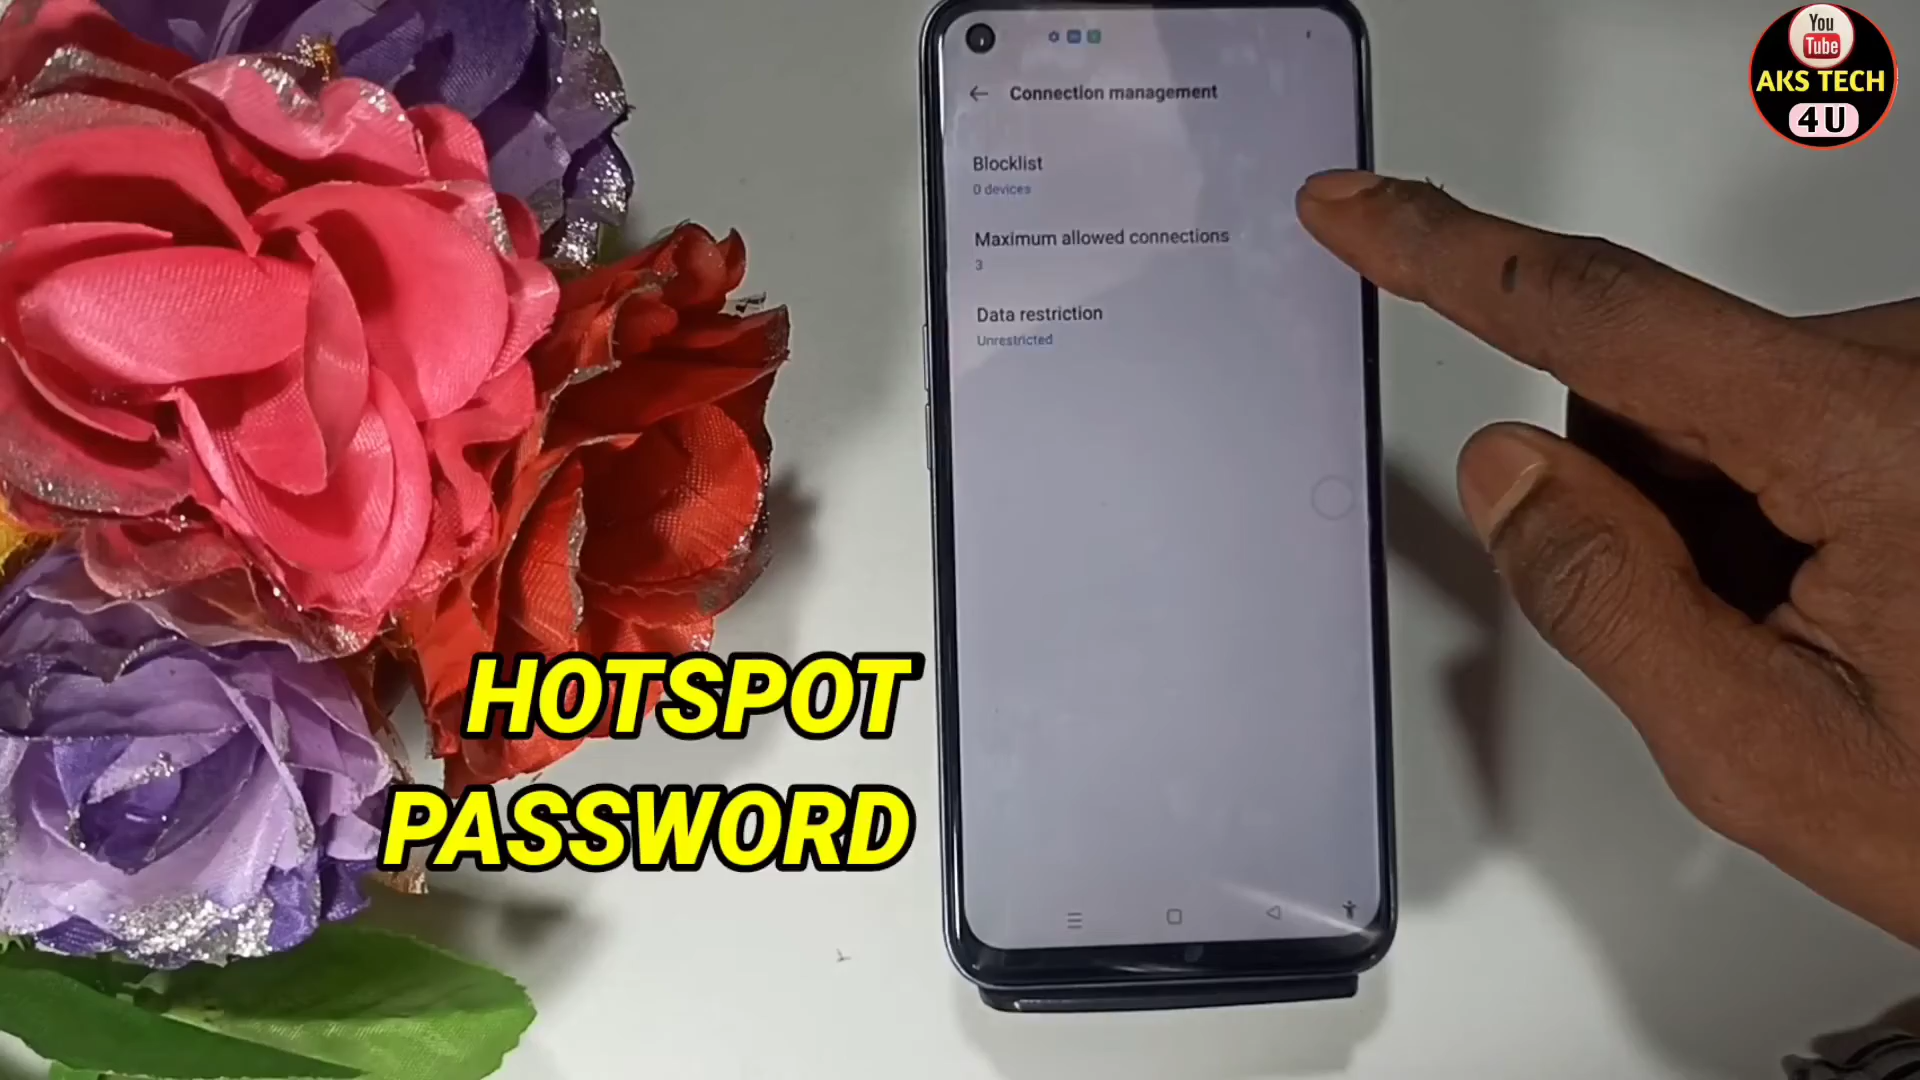 You
Tube
AKS TECH
4U
Connection management
Blocklist
0 devices
Maximum allowed connections
3
Data restriction
Unrestricted
HOTSPOT
PASSWORD